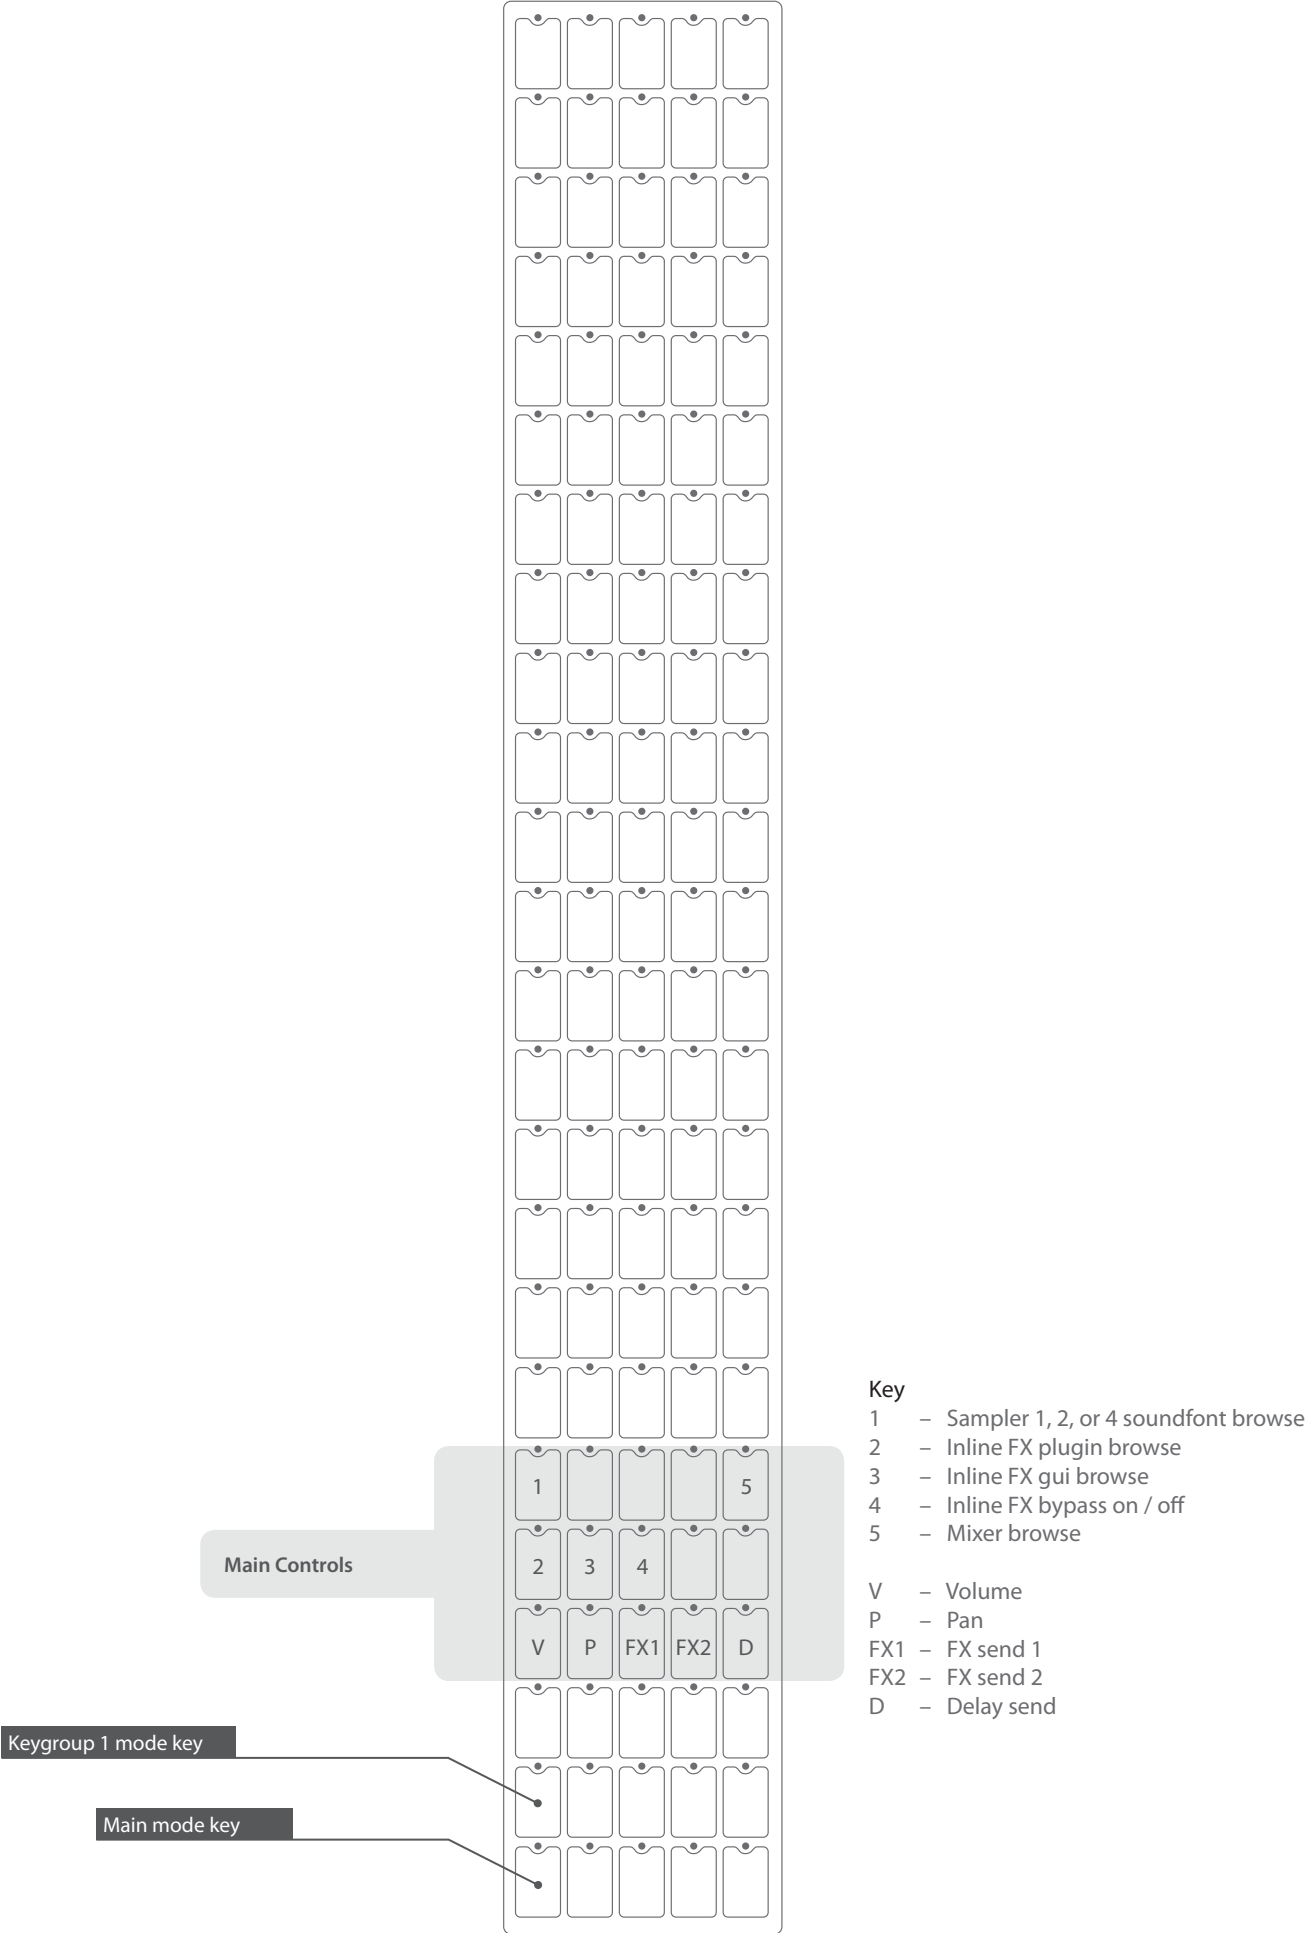 Key
1 – Sampler 1, 2, or 4 soundfont browse
2 – Inline FX plugin browse
3 – Inline FX gui browse
4 – Inline FX bypass on / off
5 – Mixer browse
V – Volume
P – Pan
FX1 – FX send 1
FX2 – FX send 2
D – Delay send
1 5
Main Controls
2 3 4
V P FX1 FX2 D
Keygroup 1 mode key
Main mode key